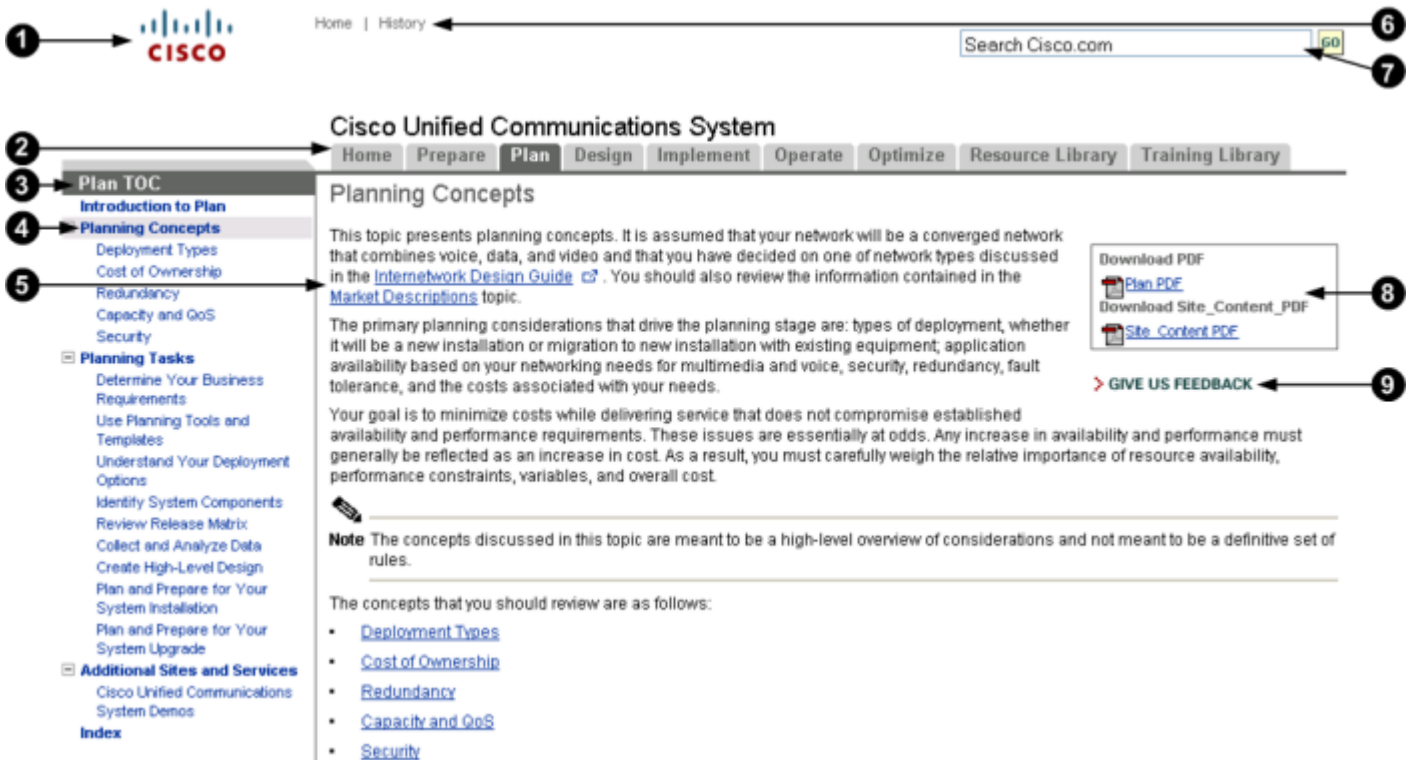 1
CISCO
Home | History
6
Search Cisco.com
GO
7
Cisco Unified Communications System
2
Home Prepare Plan Design Implement Operate Optimize Resource Library Training Library
3
Plan TOC
Introduction to Plan
4
Planning Concepts
Deployment Types
Cost of Ownership
Redundancy
Capacity and QoS
Security
Planning Tasks
Determine Your Business
Requirements
Use Planning Tools and
Templates
Understand Your Deployment
Options
Identify System Components
Review Release Matrix
Collect and Analyze Data
Create High-Level Design
Plan and Prepare for Your
System Installation
Plan and Prepare for Your
System Upgrade
Additional Sites and Services
Cisco Unified Communications
System Demos
Index
Planning Concepts
5
This topic presents planning concepts. It is assumed that your network will be a converged network
that combines voice, data, and video and that you have decided on one of network types discussed
in the Internetwork Design Guide . You should also review the information contained in the
Market Descriptions topic.
The primary planning considerations that drive the planning stage are: types of deployment, whether
it will be a new installation or migration to new installation with existing equipment; application
availability based on your networking needs for multimedia and voice, security, redundancy, fault
tolerance, and the costs associated with your needs.
Your goal is to minimize costs while delivering service that does not compromise established
availability and performance requirements. These issues are essentially at odds. Any increase in availability and performance must
generally be reflected as an increase in cost. As a result, you must carefully weigh the relative importance of resource availability,
performance constraints, variables, and overall cost.
Note The concepts discussed in this topic are meant to be a high-level overview of considerations and not meant to be a definitive set of
rules.
The concepts that you should review are as follows:
• Deployment Types
• Cost of Ownership
• Redundancy
• Capacity and QoS
• Security
Download PDF
Plan PDF
8
Download Site_Content_PDF
Site_Content PDF
GIVE US FEEDBACK
9